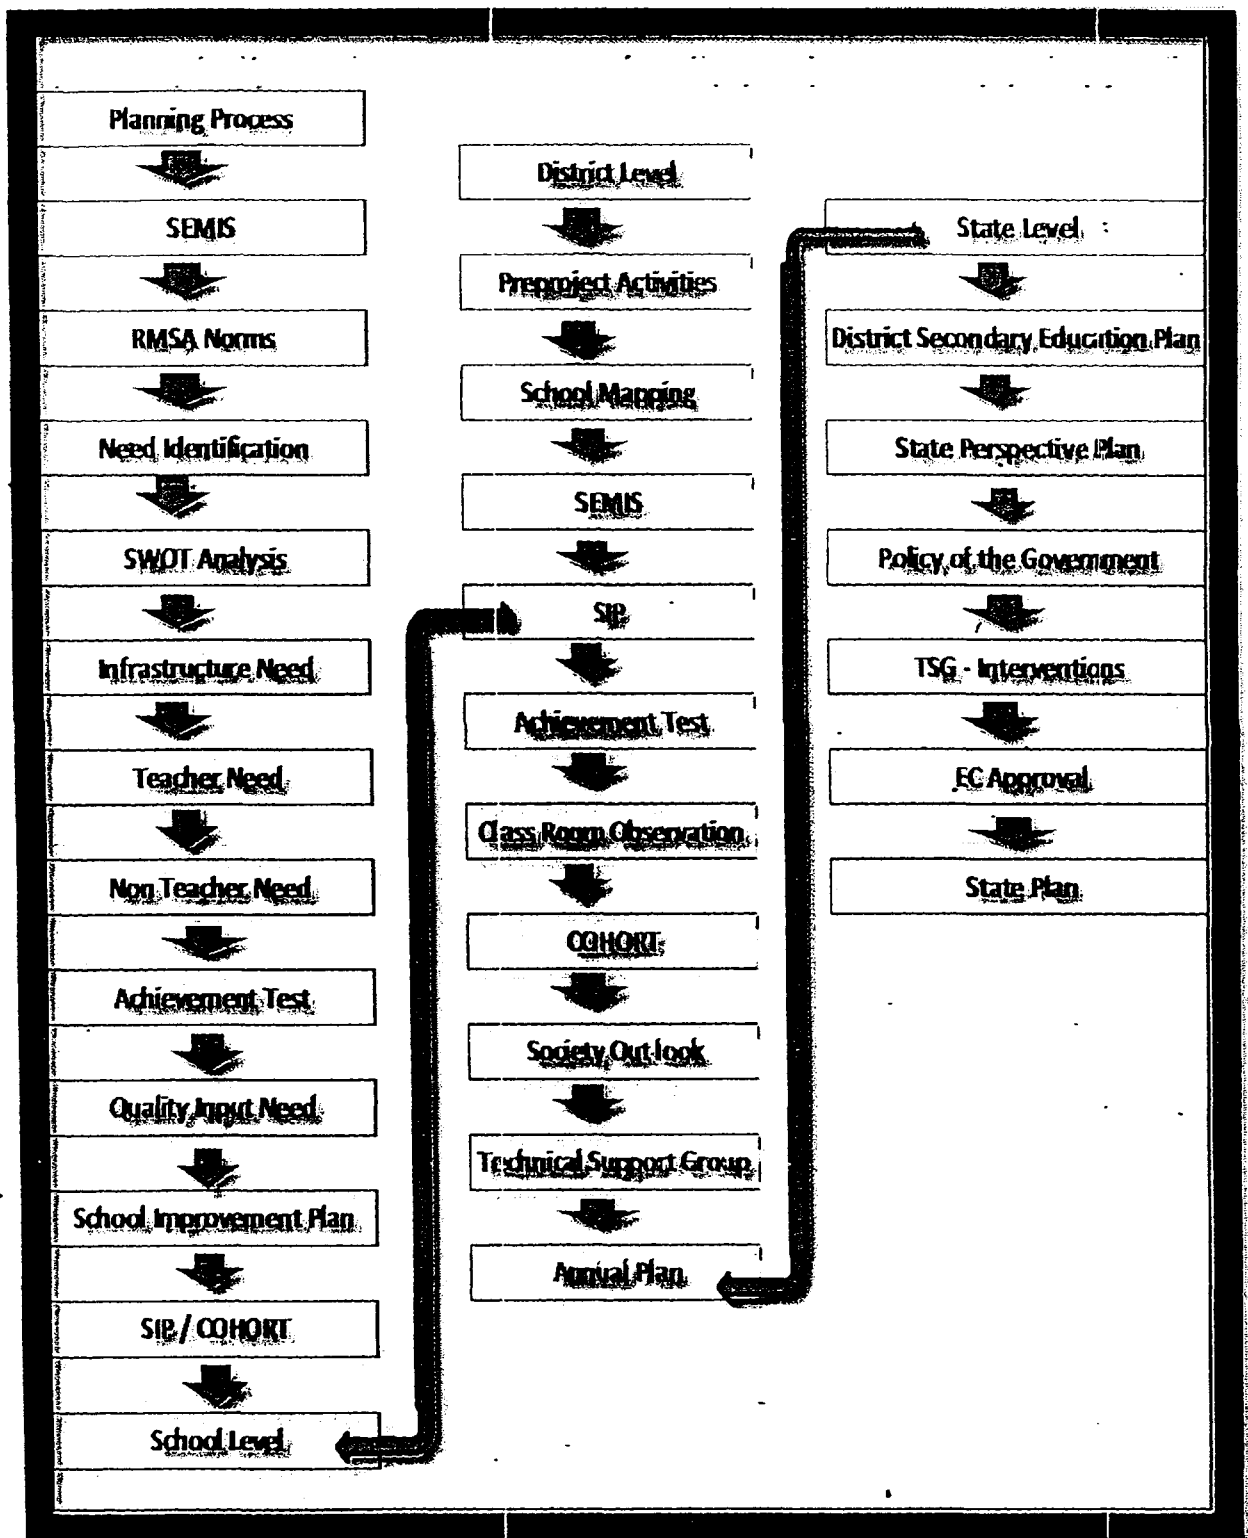 Planning Process
SEMIS
RMSA Norms
Need Identification
SWOT Analysis
Infrastructure Need
Teacher Need
Non Teacher Need
Achievement Test
Quality Input Need
School Improvement Plan
SIP / COHORT
School Level
District Level
Preproject Activities
School Mapping
SEMIS
SIP
Achievement Test
Class Room Observation
COHORT
Society Out-look
Technical Support Group
Annual Plan
State Level
District Secondary Education Plan
State Perspective Plan
Policy of the Government
TSG - Interventions
EC Approval
State Plan